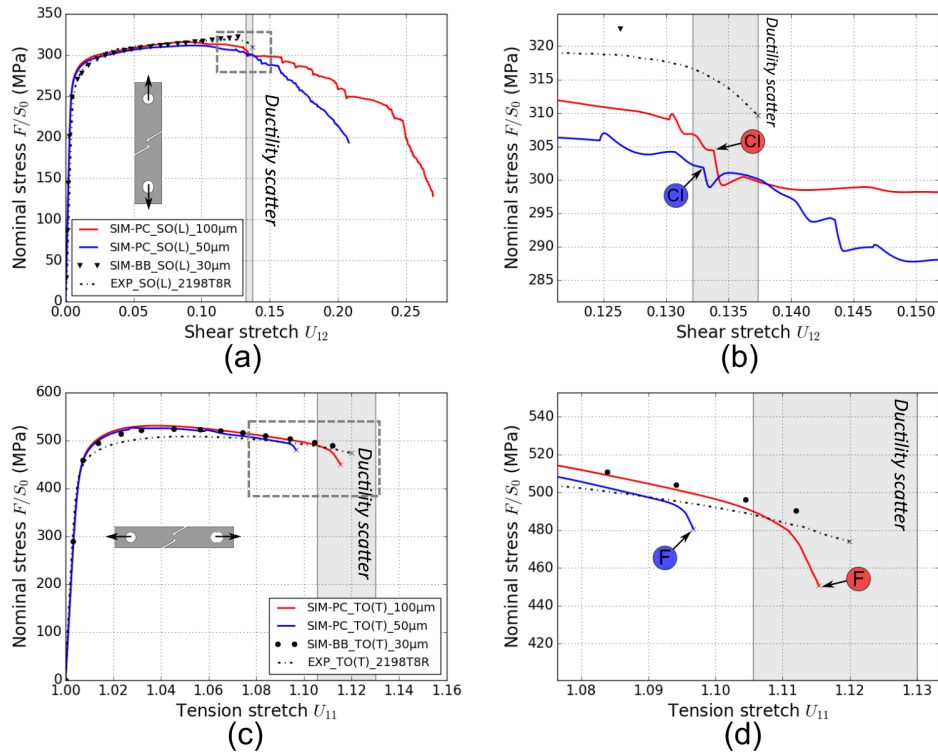 350
300
250
200
150
100
50
0
Nominal stress F/S₀ (MPa)
0.00 0.05 0.10 0.15 0.20 0.25
Shear stretch U₁₂
Ductility scatter
SIM-PC_SO(L)_100μm
SIM-PC_SO(L)_50μm
SIM-BB_SO(L)_30μm
EXP_SO(L)_2198T8R
(a)
325
320
315
310
305
300
295
290
285
Nominal stress F/S₀ (MPa)
0.125 0.130 0.135 0.140 0.145 0.150
Shear stretch U₁₂
Ductility scatter
CI
CI
(b)
600
500
400
300
200
100
0
Nominal stress F/S₀ (MPa)
1.00 1.02 1.04 1.06 1.08 1.10 1.12 1.14 1.16
Tension stretch U₁₁
Ductility scatter
SIM-PC_TO(T)_100μm
SIM-PC_TO(T)_50μm
SIM-BB_TO(T)_30μm
EXP_TO(T)_2198T8R
(c)
540
520
500
480
460
440
420
Nominal stress F/S₀ (MPa)
1.08 1.09 1.10 1.11 1.12 1.13
Tension stretch U₁₁
Ductility scatter
F
F
(d)